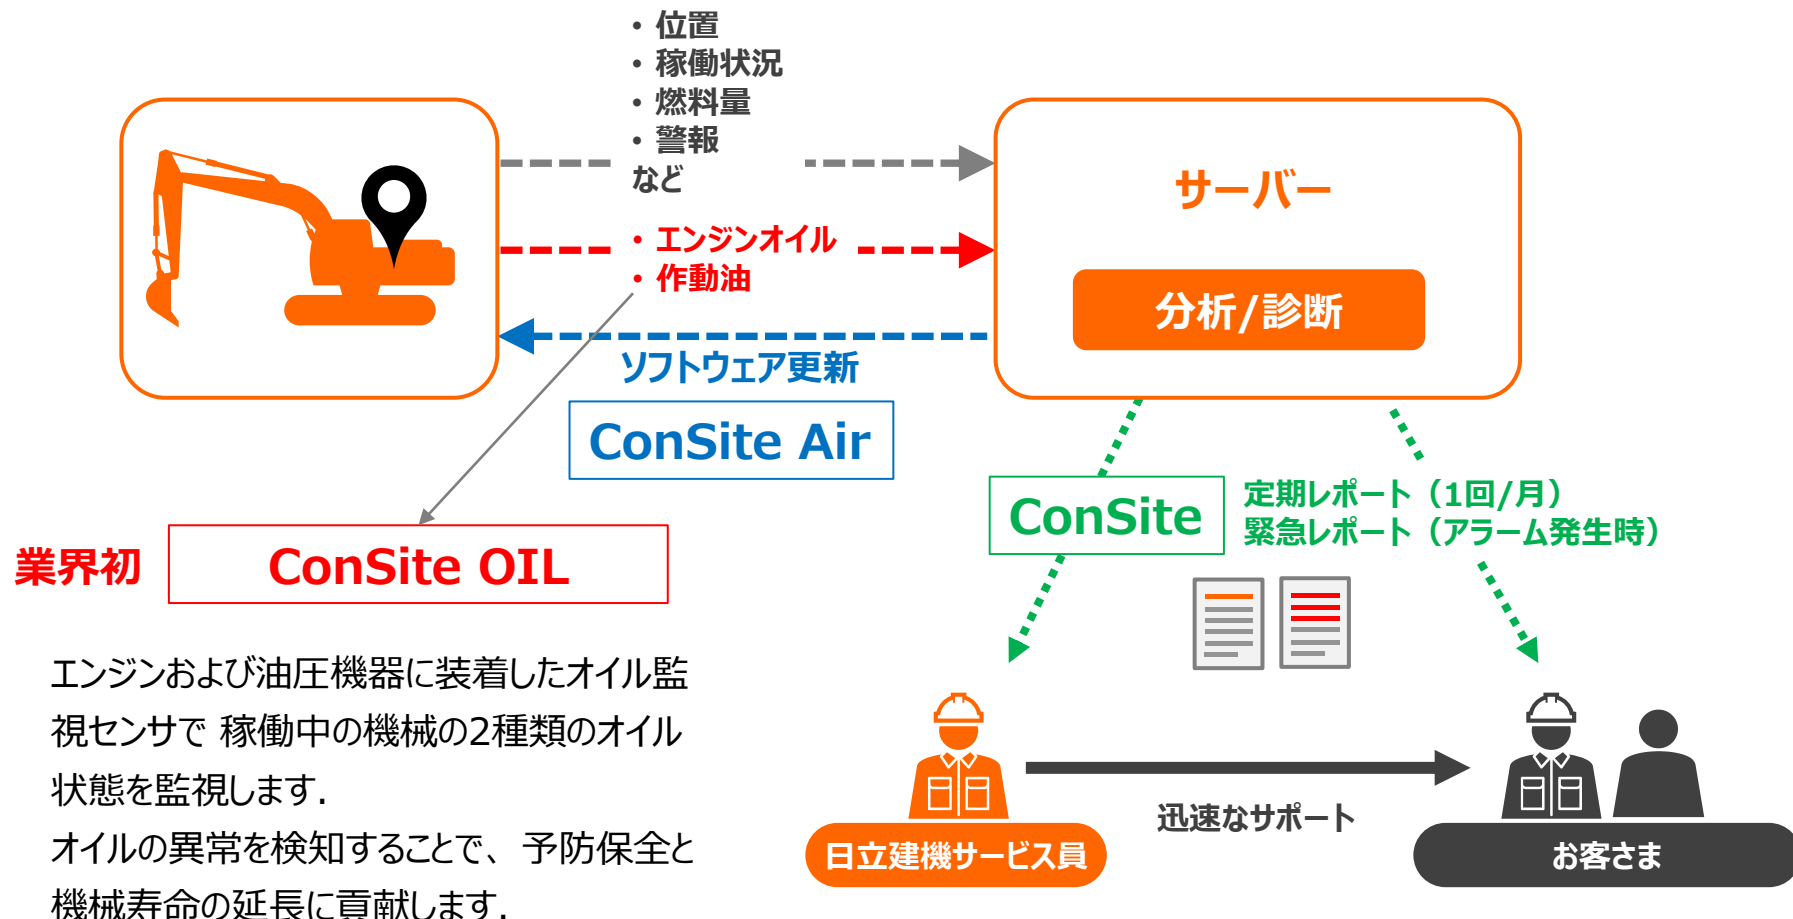 ・位置
・稼働状況
・燃料量
・警報
など
・エンジンオイル
・作動油
サーバー
分析/診断
ソフトウェア更新
ConSite Air
ConSite
定期レポート（1回/月）
緊急レポート（アラーム発生時）
業界初
ConSite OIL
エンジンおよび油圧機器に装着したオイル監
視センサで 稼働中の機械の2種類のオイル
状態を監視します.
オイルの異常を検知することで、予防保全と
機械寿命の延長に貢献します.
迅速なサポート
日立建機サービス員
お客さま